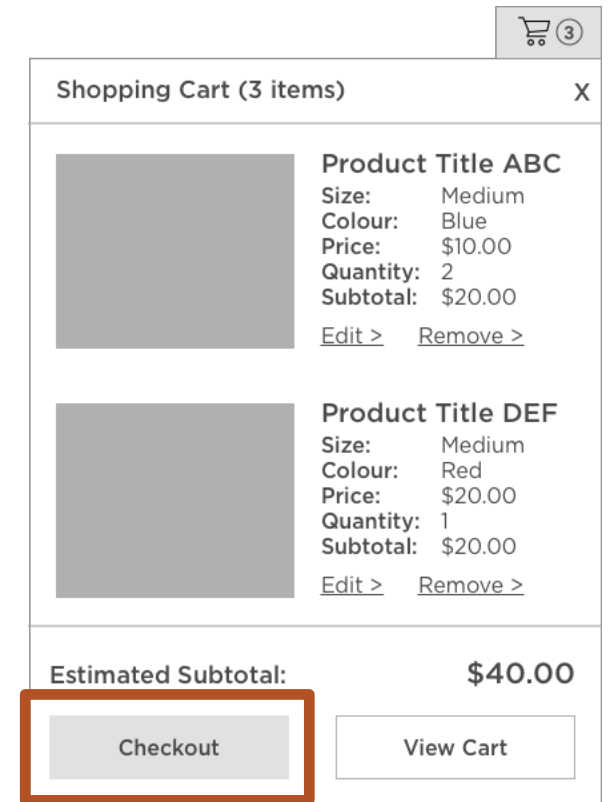 3
Shopping Cart (3 items) X
Product Title ABC
Size: Medium
Colour: Blue
Price: $10.00
Quantity: 2
Subtotal: $20.00
Edit > Remove >
Product Title DEF
Size: Medium
Colour: Red
Price: $20.00
Quantity: 1
Subtotal: $20.00
Edit > Remove >
Estimated Subtotal: $40.00
Checkout View Cart